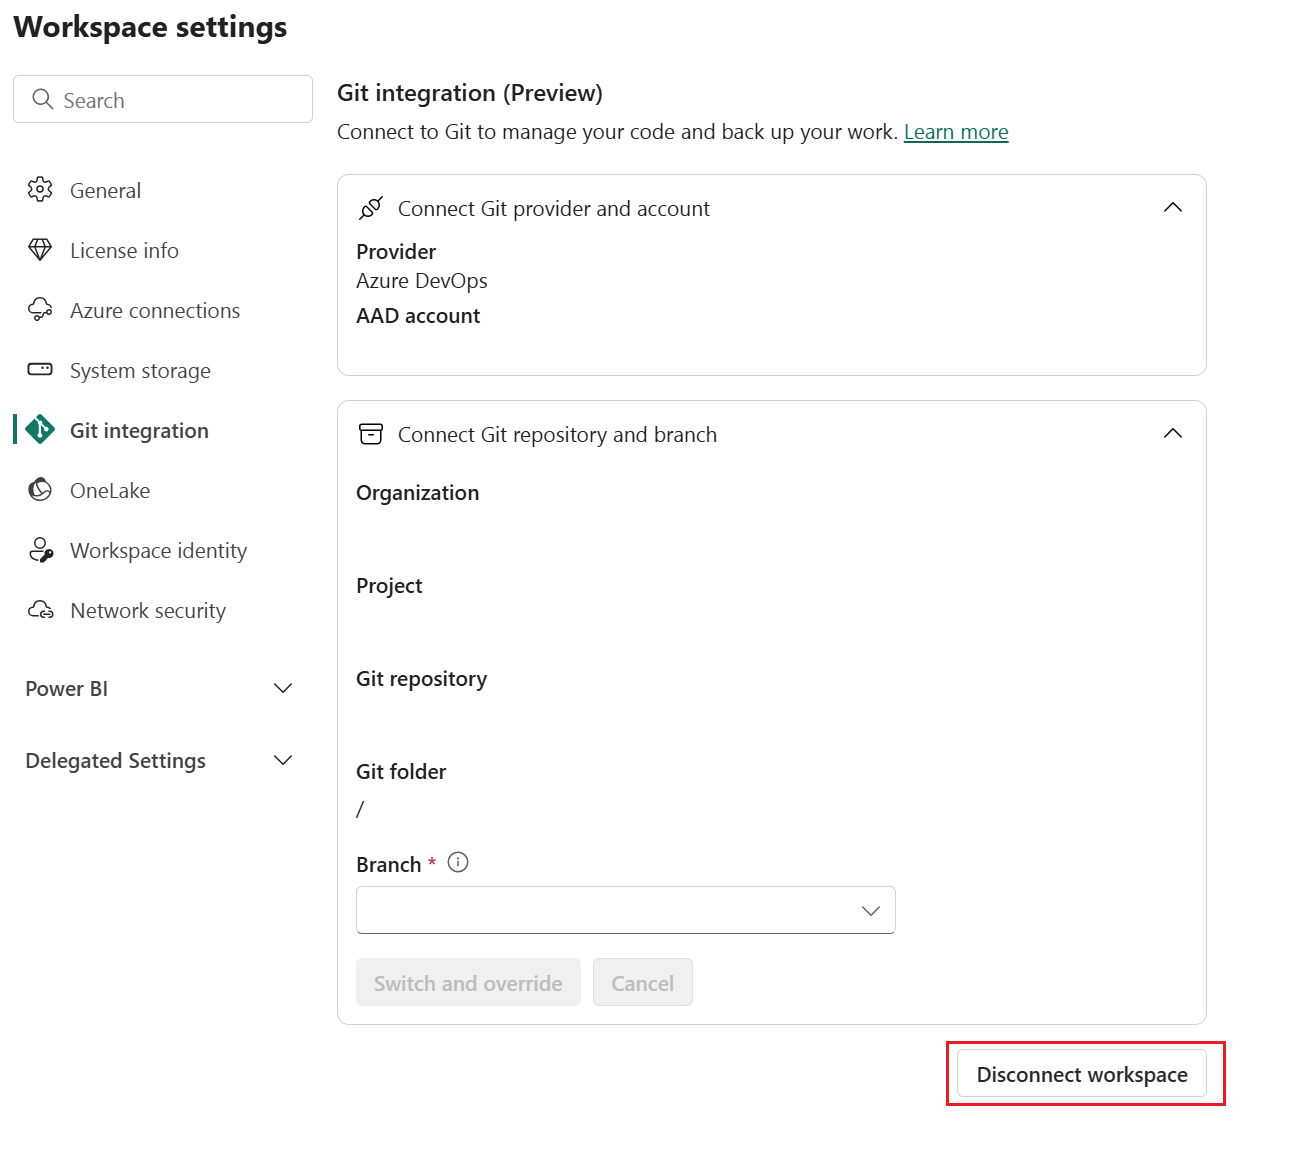 Workspace settings
Search
General
License info
Azure connections
System storage
Git integration
OneLake
Workspace identity
Network security
Power BI
Delegated Settings
Git integration (Preview)
Connect to Git to manage your code and back up your work. Learn more
Connect Git provider and account
Provider
Azure DevOps
AAD account
Connect Git repository and branch
Organization
Project
Git repository
Git folder
/
Branch *
Switch and override
Cancel
Disconnect workspace